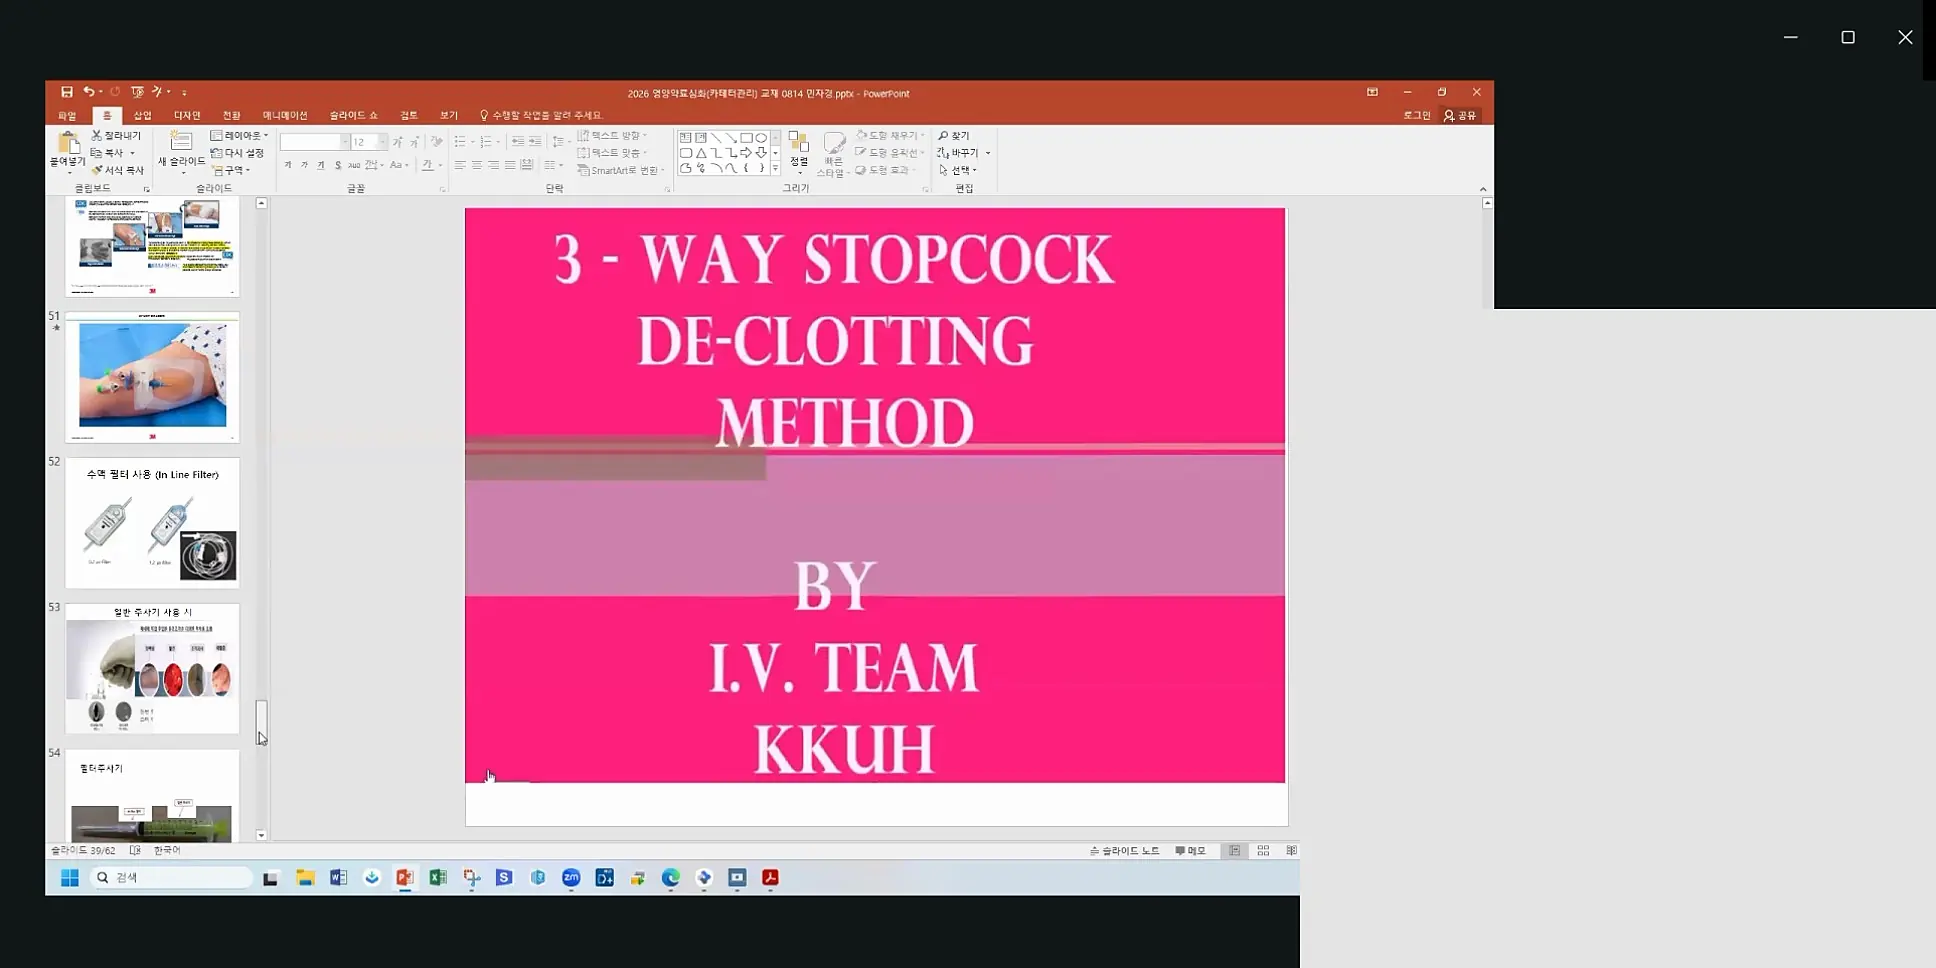 2026 영양약료심화(카테터관리) 교재 0814 민자경.pptx - PowerPoint
파일 홈 삽입 디자인 전환 애니메이션 슬라이드 쇼 검토 보기 수행할 작업을 알려 주세요. 로그인 공유
붙여넣기
잘라내기
복사
서식 복사
클립보드
새 슬라이드
레이아웃
다시 설정
구역
슬라이드
12
글꼴
텍스트 방향
텍스트 맞춤
SmartArt로 변환
단락
정렬
빠른 스타일
도형 채우기
도형 윤곽선
도형 효과
그리기
찾기
바꾸기
선택
편집
51
52
수액 필터 사용 (In Line Filter)
53
일반 주사기 사용 시
54
필터주사기
3 - WAY STOPCOCK
DE-CLOTTING
METHOD
BY
I.V. TEAM
KKUH
슬라이드 39/62 한국어
슬라이드 노트 메모
검색